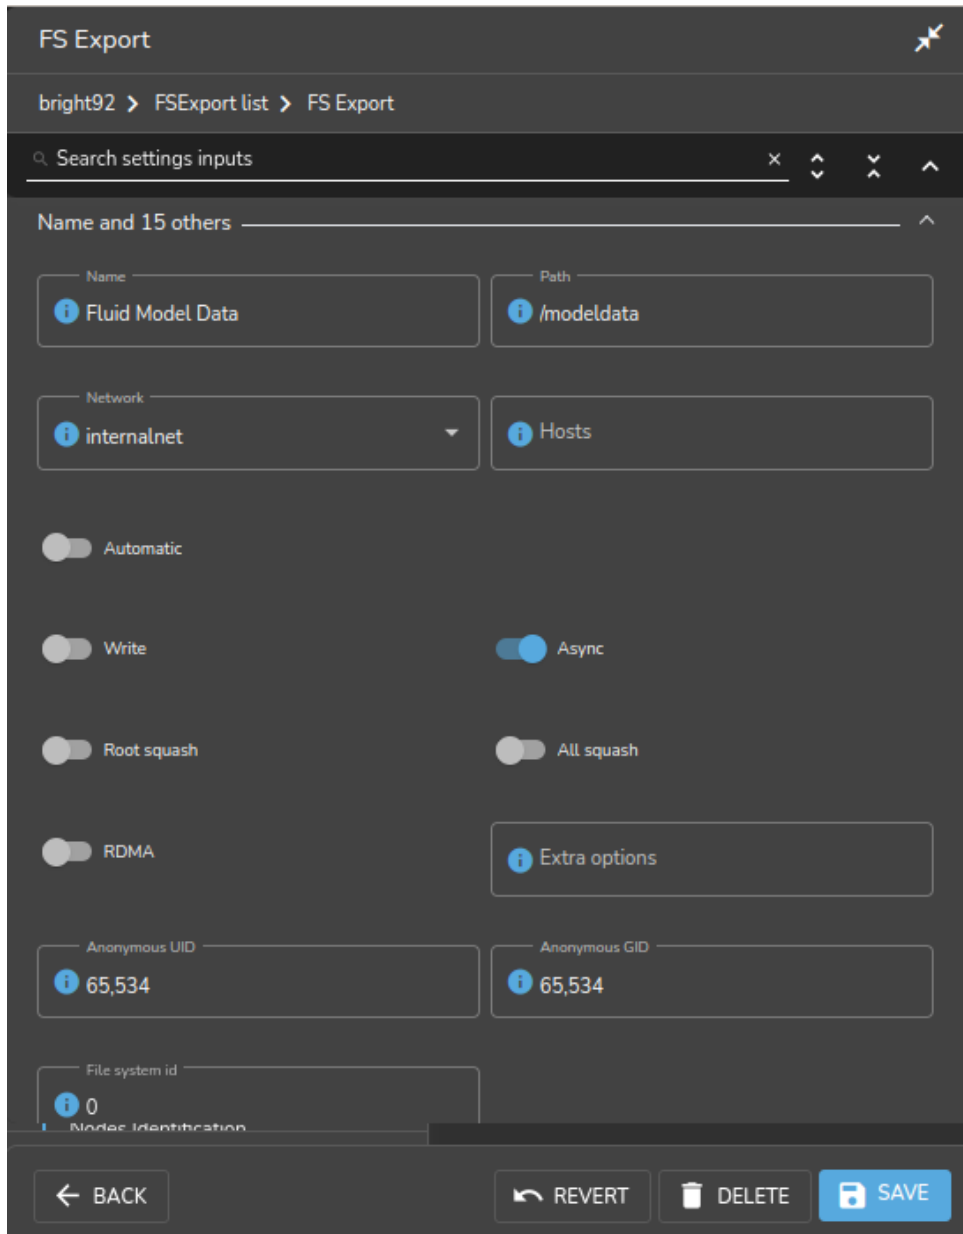 FS Export
bright92 > FSExport list > FS Export
Search settings inputs
Name and 15 others
Name
Path
Fluid Model Data
/modeldata
Network
internalnet
Hosts
Automatic
Write
Async
Root squash
All squash
RDMA
Extra options
Anonymous UID
Anonymous GID
65,534
65,534
File system id
0
Nodes Identification
BACK
REVERT
DELETE
SAVE